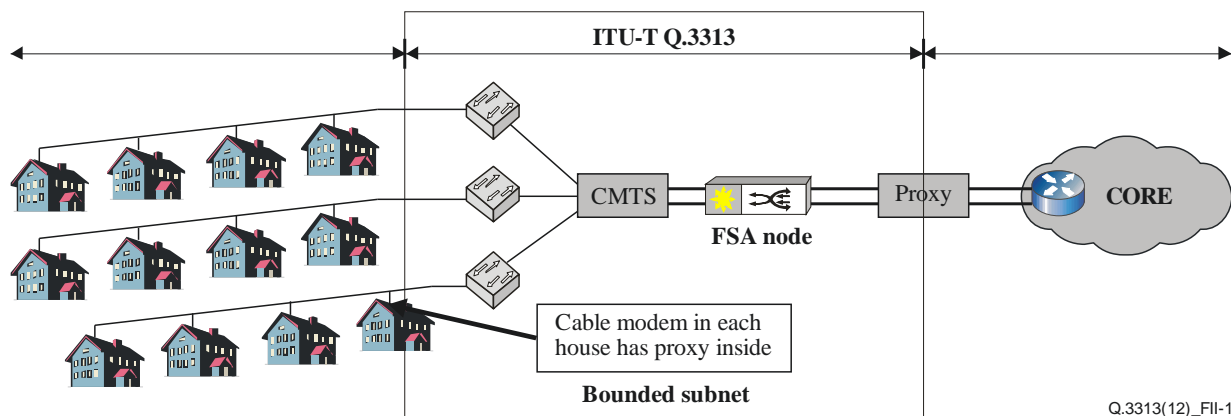 ITU-T Q.3313
CMTS
FSA node
Proxy
CORE
Cable modem in each
house has proxy inside
Bounded subnet
Q.3313(12)_FII-1